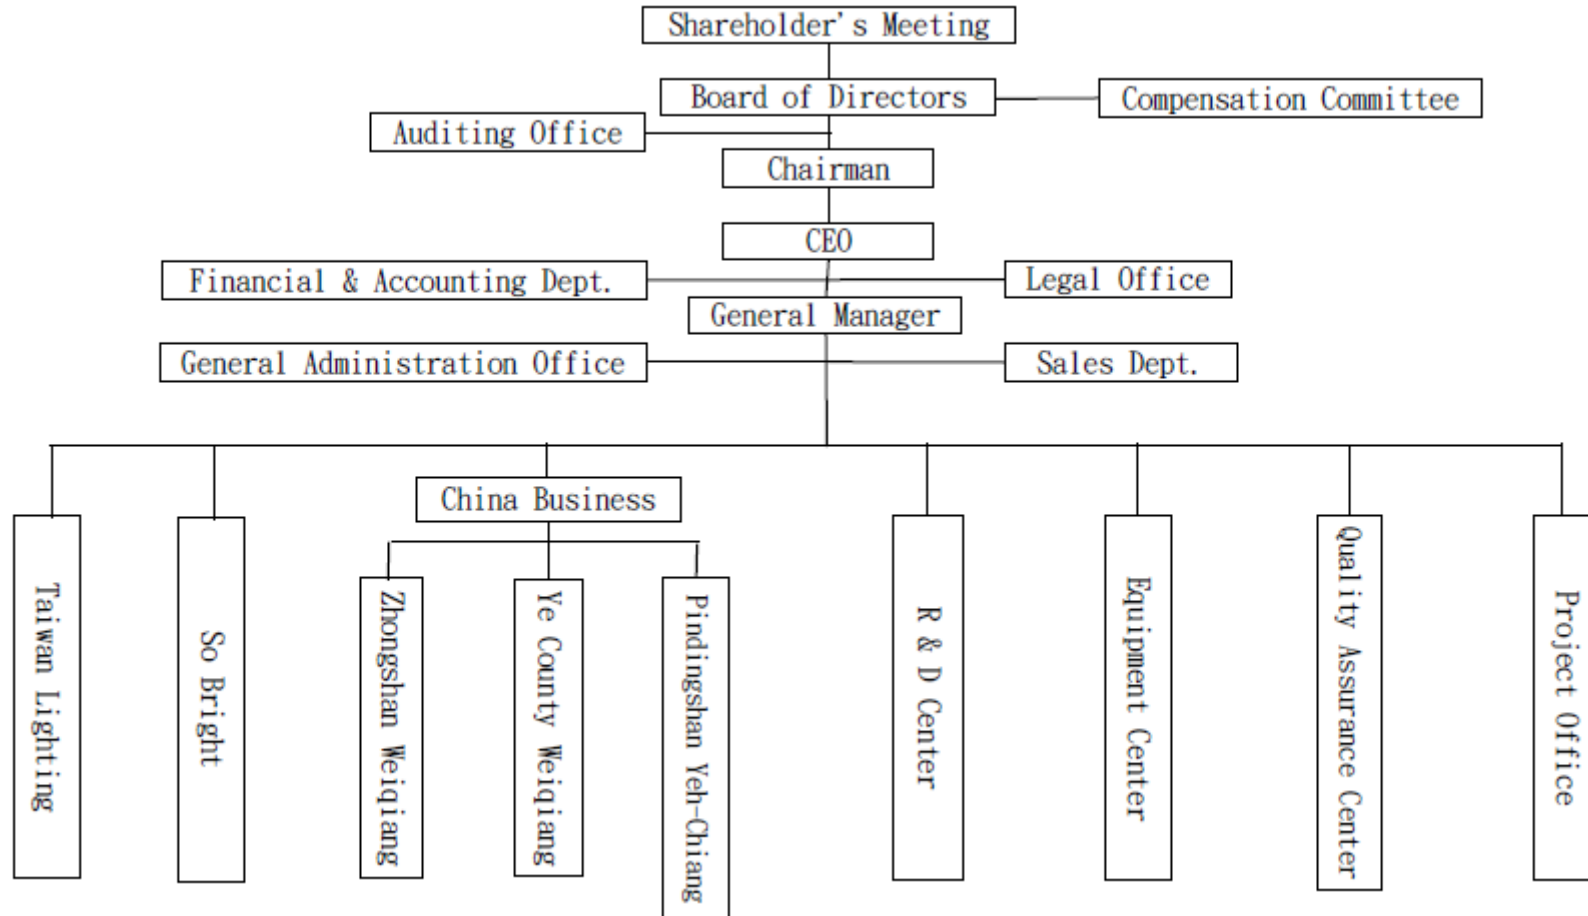 Shareholder's Meeting
Board of Directors
Compensation Committee
Auditing Office
Chairman
CEO
Financial & Accounting Dept.
Legal Office
General Manager
General Administration Office
Sales Dept.
China Business
Taiwan Lighting
So Bright
Zhongshan Weiqiang
Ye County Weiqiang
Pindingshan Yeh-Chiang
R & D Center
Equipment Center
Quality Assurance Center
Project Office